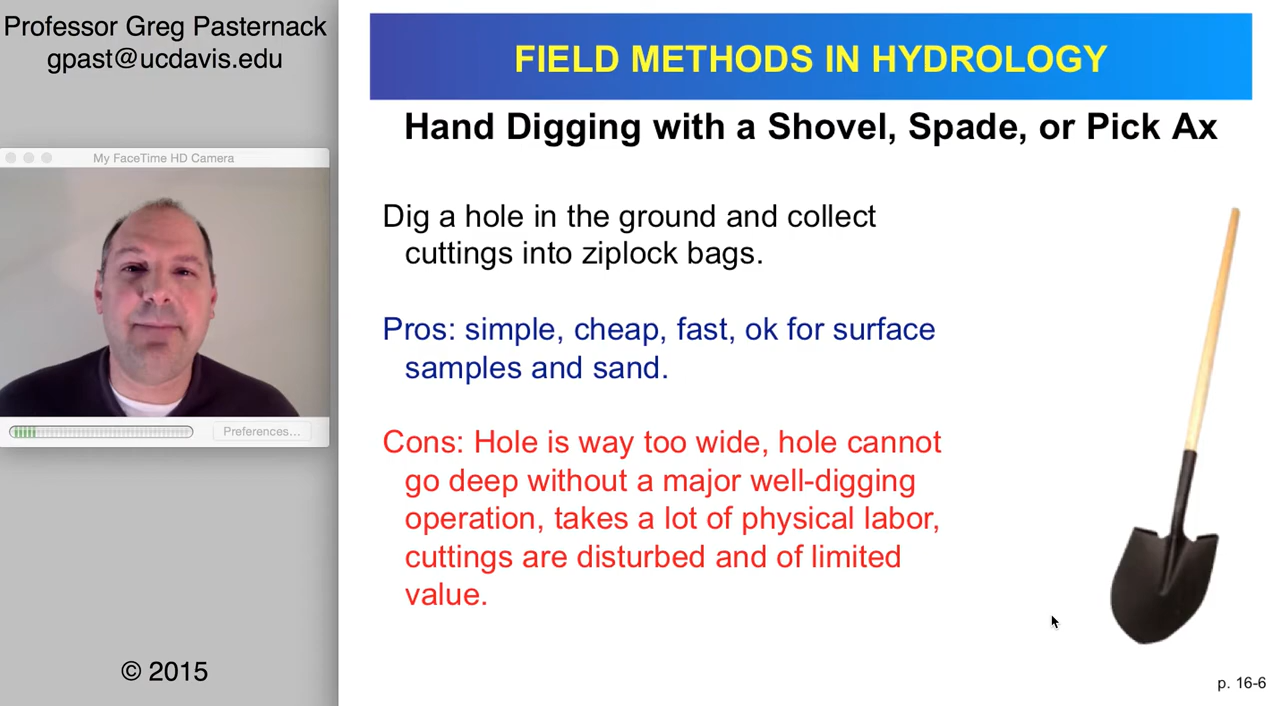 Professor Greg Pasternack
gpast@ucdavis.edu
My FaceTime HD Camera
Preferences...
© 2015
FIELD METHODS IN HYDROLOGY
Hand Digging with a Shovel, Spade, or Pick Ax
Dig a hole in the ground and collect
cuttings into ziplock bags.
Pros: simple, cheap, fast, ok for surface
samples and sand.
Cons: Hole is way too wide, hole cannot
go deep without a major well-digging
operation, takes a lot of physical labor,
cuttings are disturbed and of limited
value.
p. 16-6